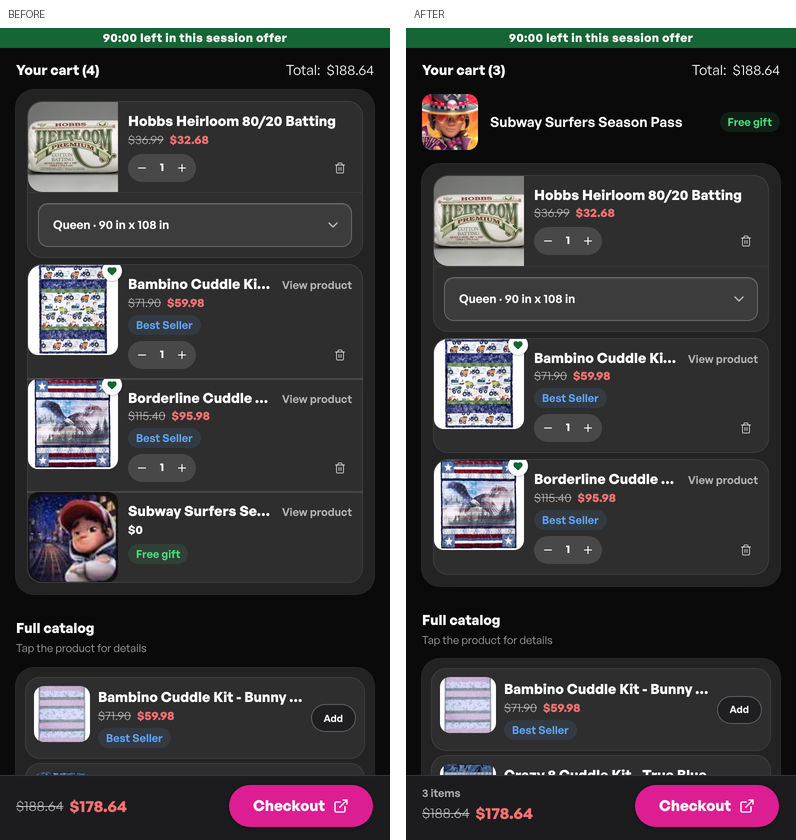 BEFORE
90:00 left in this session offer
Your cart (4)
Total: $188.64
HOBBS
HEIRLOOM
PREMIUM
COTTON
BATTING
Hobbs Heirloom 80/20 Batting
$36.99 $32.68
1
Queen · 90 in x 108 in
Bambino Cuddle Ki...
View product
$71.90 $59.98
Best Seller
1
Borderline Cuddle ...
View product
$115.40 $95.98
Best Seller
1
Subway Surfers Se...
View product
$0
Free gift
Full catalog
Tap the product for details
Bambino Cuddle Kit - Bunny ...
$71.90 $59.98
Best Seller
Add
$188.64 $178.64
Checkout
AFTER
90:00 left in this session offer
Your cart (3)
Total: $188.64
Subway Surfers Season Pass
Free gift
HOBBS
HEIRLOOM
PREMIUM
COTTON
BATTING
Hobbs Heirloom 80/20 Batting
$36.99 $32.68
1
Queen · 90 in x 108 in
Bambino Cuddle Ki...
View product
$71.90 $59.98
Best Seller
1
Borderline Cuddle ...
View product
$115.40 $95.98
Best Seller
1
Full catalog
Tap the product for details
Bambino Cuddle Kit - Bunny ...
$71.90 $59.98
Best Seller
Add
Crazy 8 Cuddle Kit - True Blue
3 items
$188.64 $178.64
Checkout